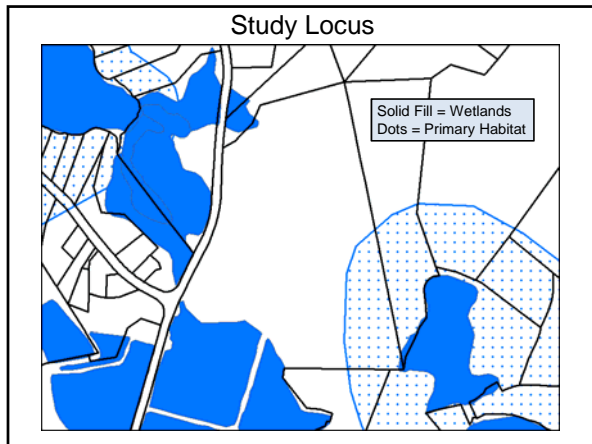 Study Locus
Solid Fill = Wetlands
Dots = Primary Habitat